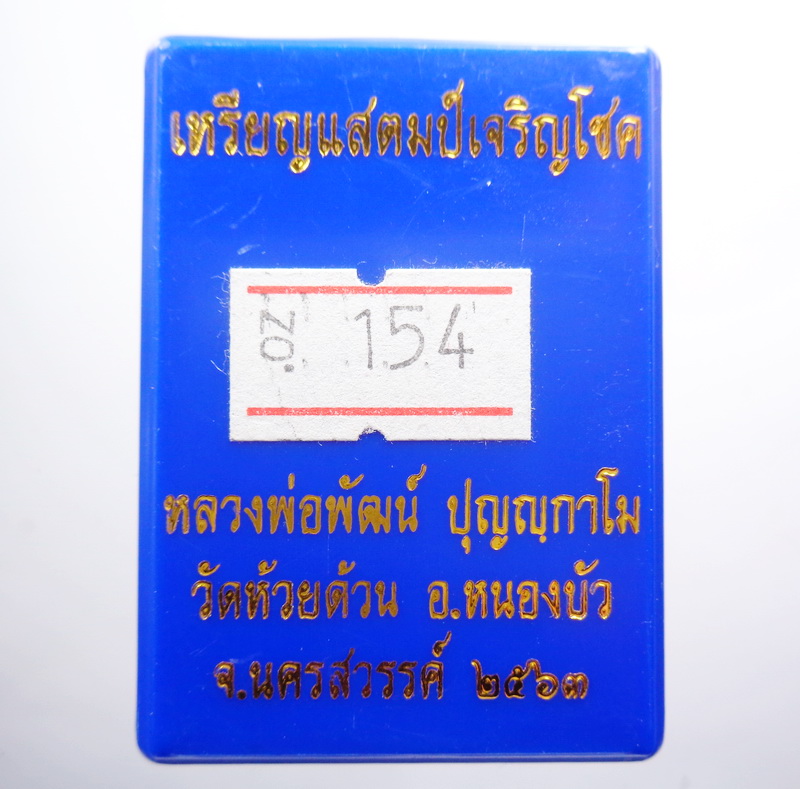 เหรียญแสตมป์เจริญโชค
No. 154
หลวงพ่อพัฒน์ ปุญญฺกาโม
วัดห้วยด้วน อ.หนองบัว
จ.นครสวรรค์ ๒๕๖๓